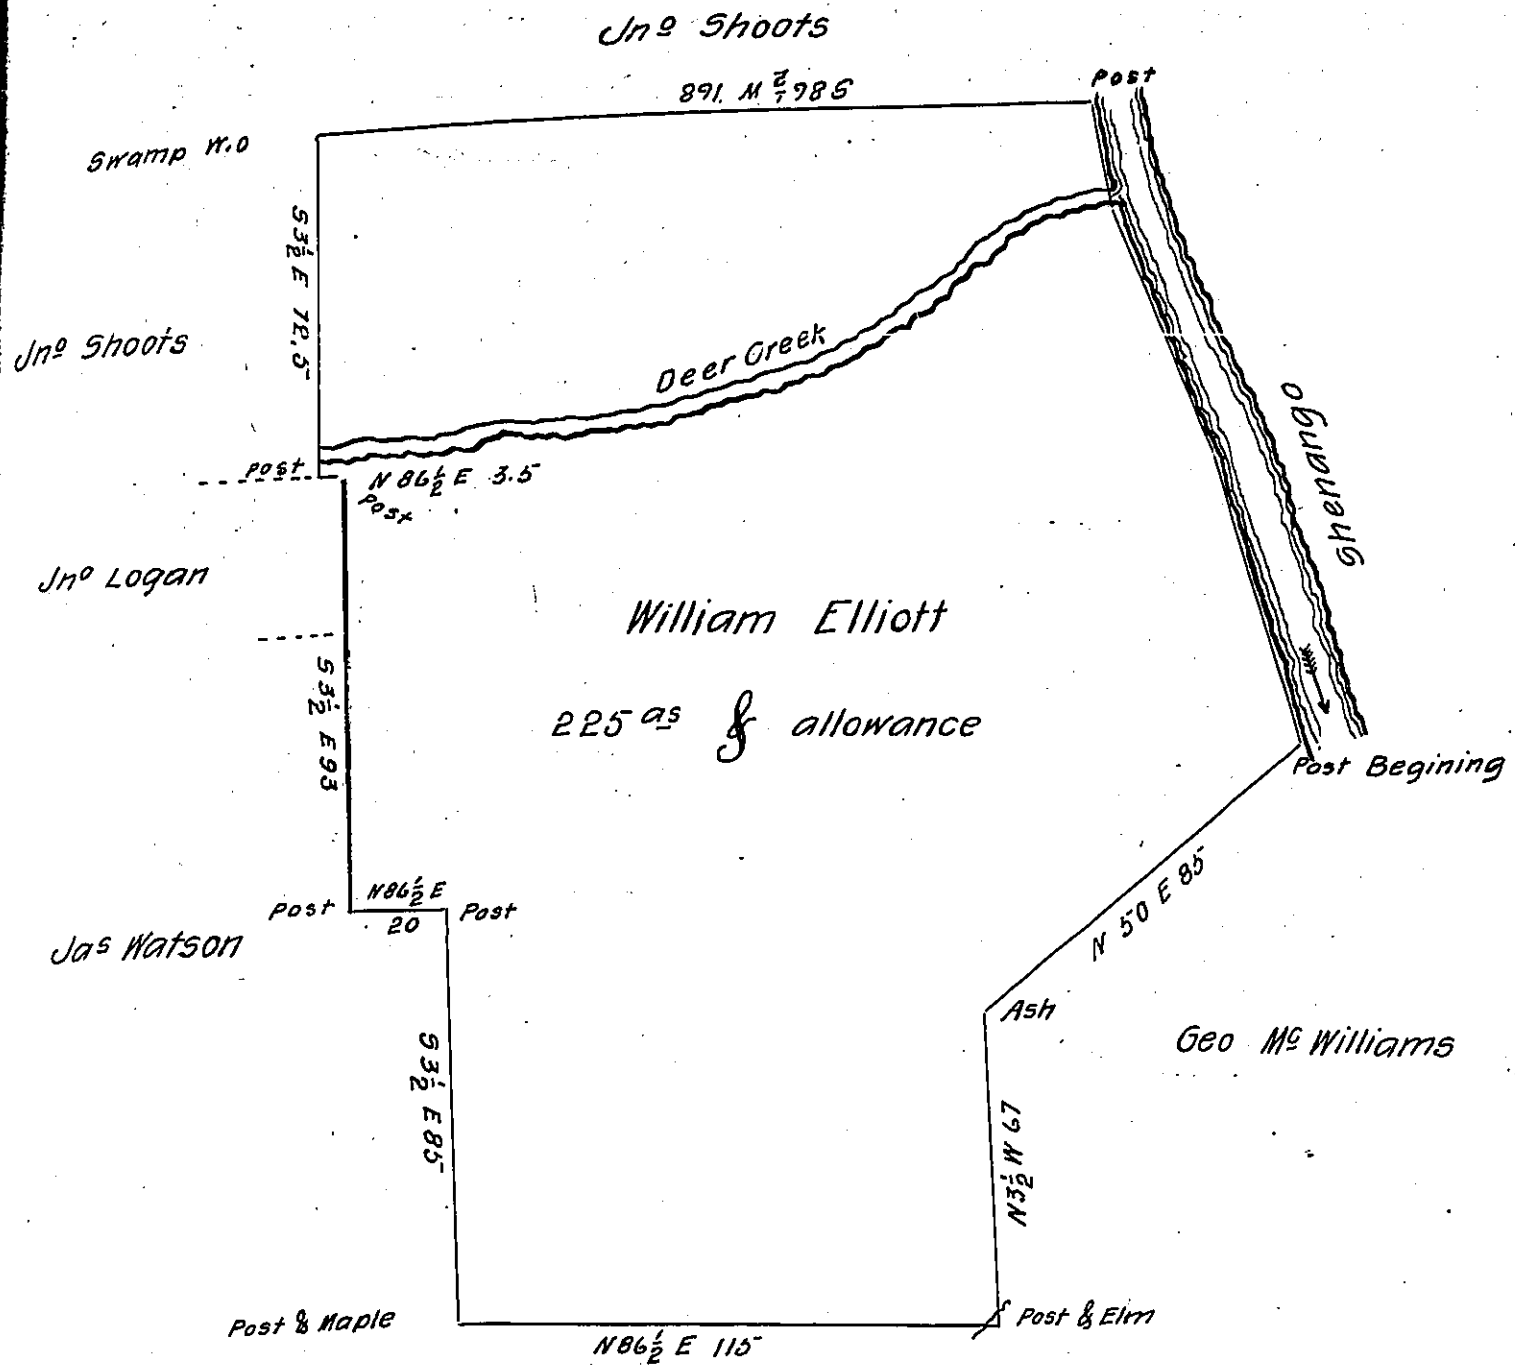 Jnº Shoots
S 86½ W 168
Post
Swamp W.O
S 3½ E 72.5
Jnº Shoots
Deer Creek
Shenango
Post
N 86½ E 3.5
Post
Jnº Logan
William Elliott
S 3½ E 93
225 as & allowance
Post Begining
N 86½ E
20
Post
Post
N 50 E 85
Jas Watson
Ash
Geo Mc Williams
S 3½ E 85
N 3½ W 67
Post & Maple
Post & Elm
N 86½ E 115